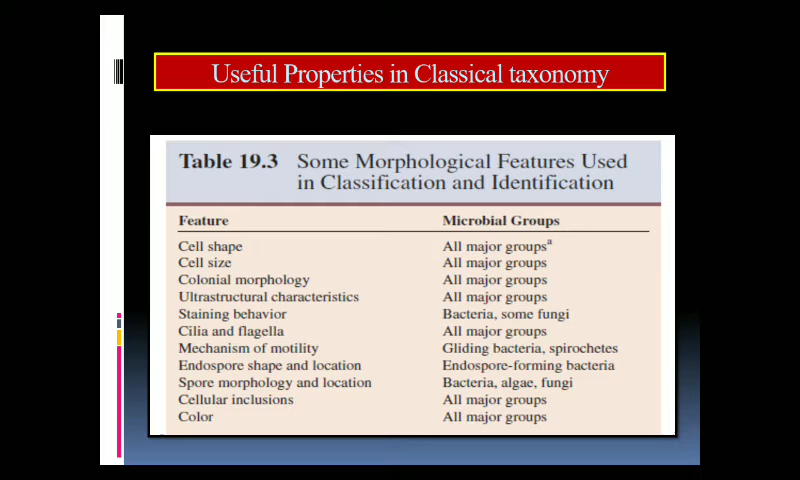 Useful Properties in Classical taxonomy
Table 19.3 Some Morphological Features Used
in Classification and Identification
Feature Microbial Groups
Cell shape All major groupsᵃ
Cell size All major groups
Colonial morphology All major groups
Ultrastructural characteristics All major groups
Staining behavior Bacteria, some fungi
Cilia and flagella All major groups
Mechanism of motility Gliding bacteria, spirochetes
Endospore shape and location Endospore-forming bacteria
Spore morphology and location Bacteria, algae, fungi
Cellular inclusions All major groups
Color All major groups